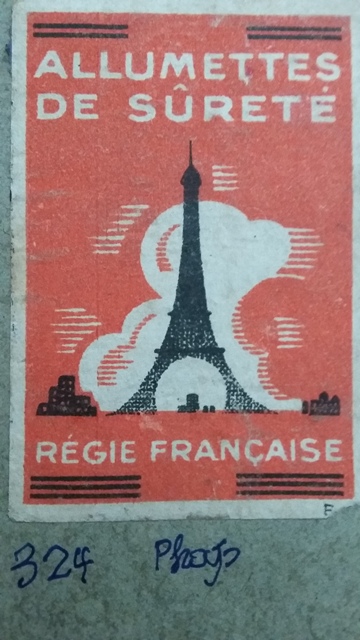 ALLUMETTES
DE SÛRETÉ
RÉGIE FRANÇAISE
324